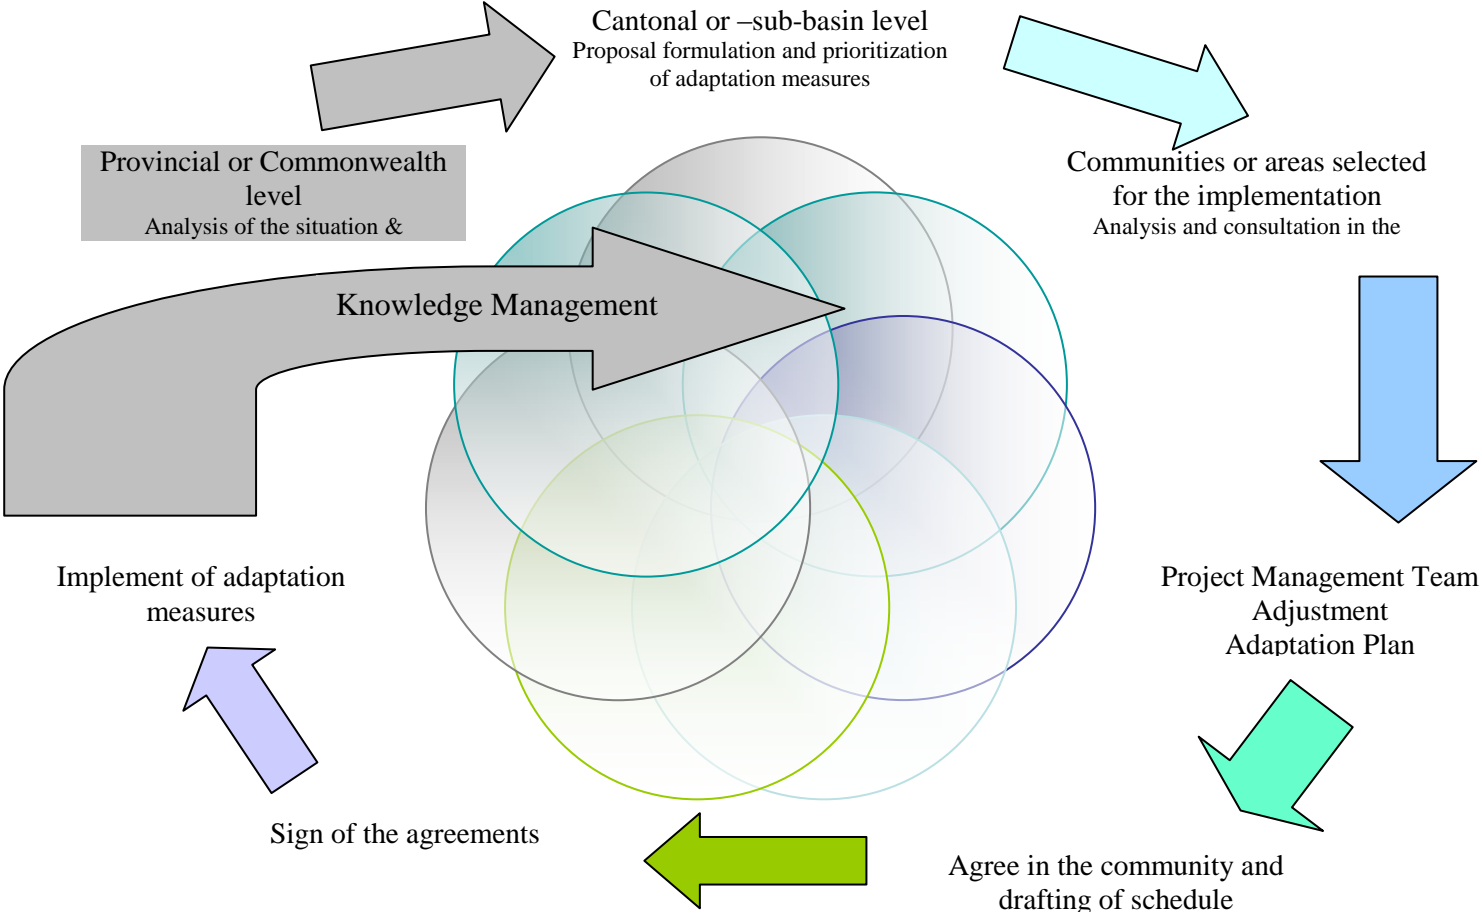 Cantonal or –sub-basin level
Proposal formulation and prioritization
of adaptation measures
Provincial or Commonwealth
level
Analysis of the situation &
Communities or areas selected
for the implementation
Analysis and consultation in the
Knowledge Management
Implement of adaptation
measures
Project Management Team
Adjustment
Adaptation Plan
Sign of the agreements
Agree in the community and
drafting of schedule